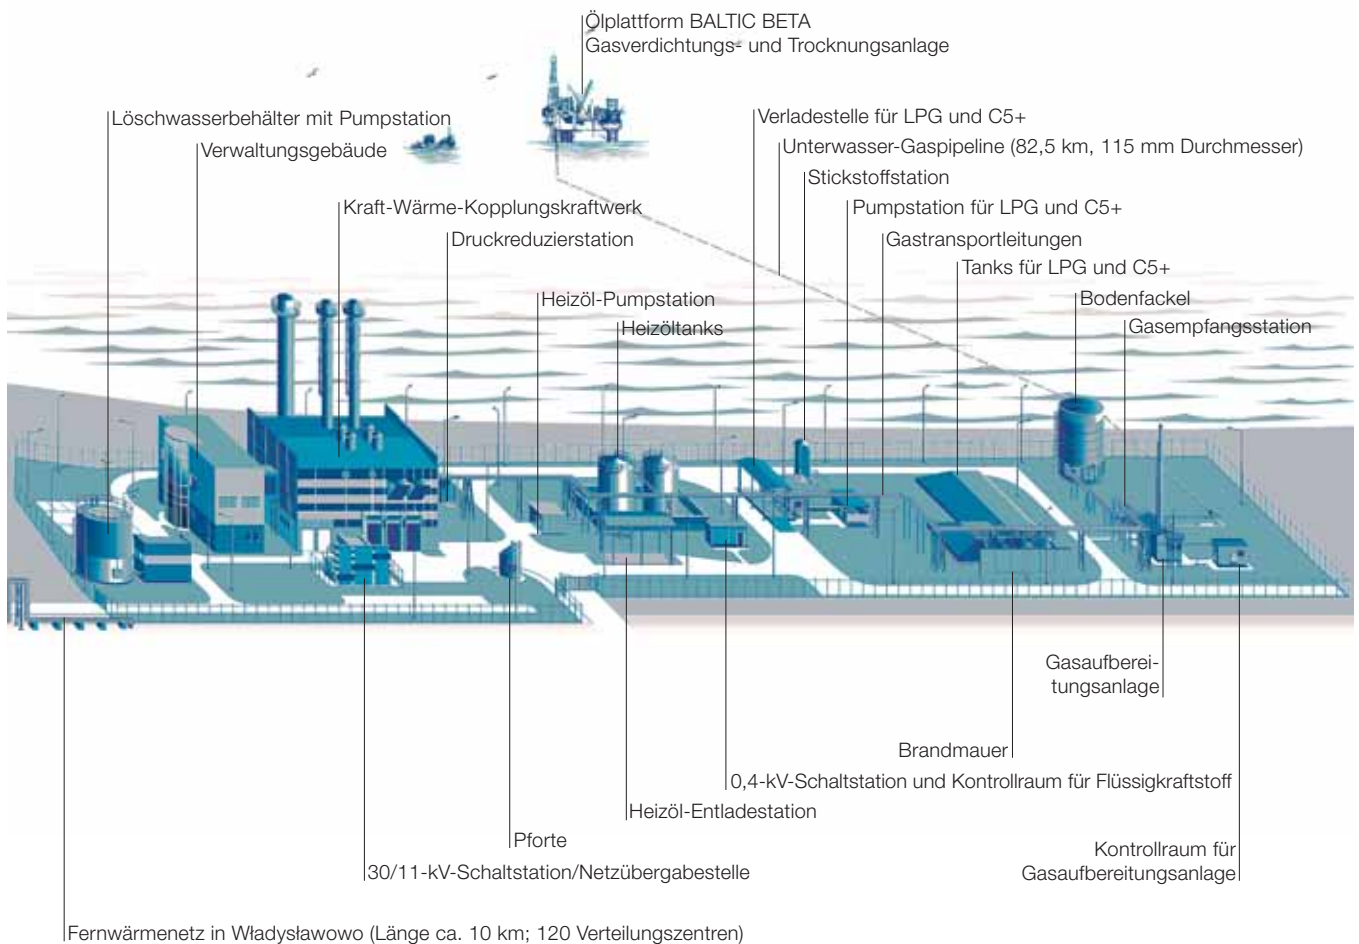 Ölplattform BALTIC BETA
Gasverdichtungs- und Trocknungsanlage
Löschwasserbehälter mit Pumpstation
Verladestelle für LPG und C5+
Verwaltungsgebäude
Unterwasser-Gaspipeline (82,5 km, 115 mm Durchmesser)
Stickstoffstation
Kraft-Wärme-Kopplungskraftwerk
Pumpstation für LPG und C5+
Druckreduzierstation
Gastransportleitungen
Tanks für LPG und C5+
Heizöl-Pumpstation
Bodenfackel
Heizöltanks
Gasempfangsstation
Gasaufberei-
tungsanlage
Brandmauer
0,4-kV-Schaltstation und Kontrollraum für Flüssigkraftstoff
Heizöl-Entladestation
Pforte
Kontrollraum für
Gasaufbereitungsanlage
30/11-kV-Schaltstation/Netzübergabestelle
Fernwärmenetz in Władysławowo (Länge ca. 10 km; 120 Verteilungszentren)